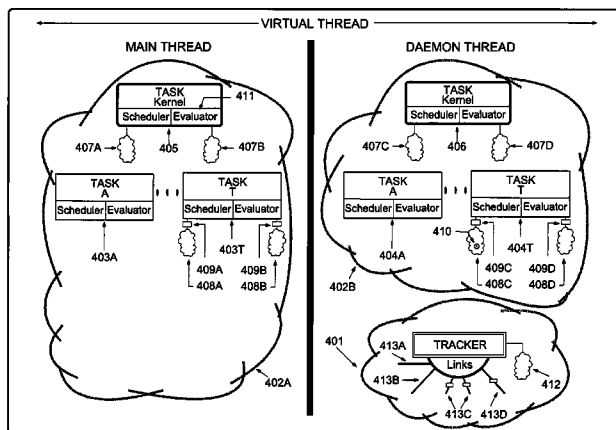 VIRTUAL THREAD
MAIN THREAD
TASK
Kernel
Scheduler Evaluator
411
407A
405
407B
TASK
A
Scheduler Evaluator
TASK
T
Scheduler Evaluator
403A
403T
409A
409B
408A
408B
402A
DAEMON THREAD
TASK
Kernel
Scheduler Evaluator
407C
406
407D
TASK
A
Scheduler Evaluator
TASK
T
Scheduler Evaluator
410
404A
404T
409C
409D
402B
408C
408D
401
413A
TRACKER
Links
413B
413C
413D
412